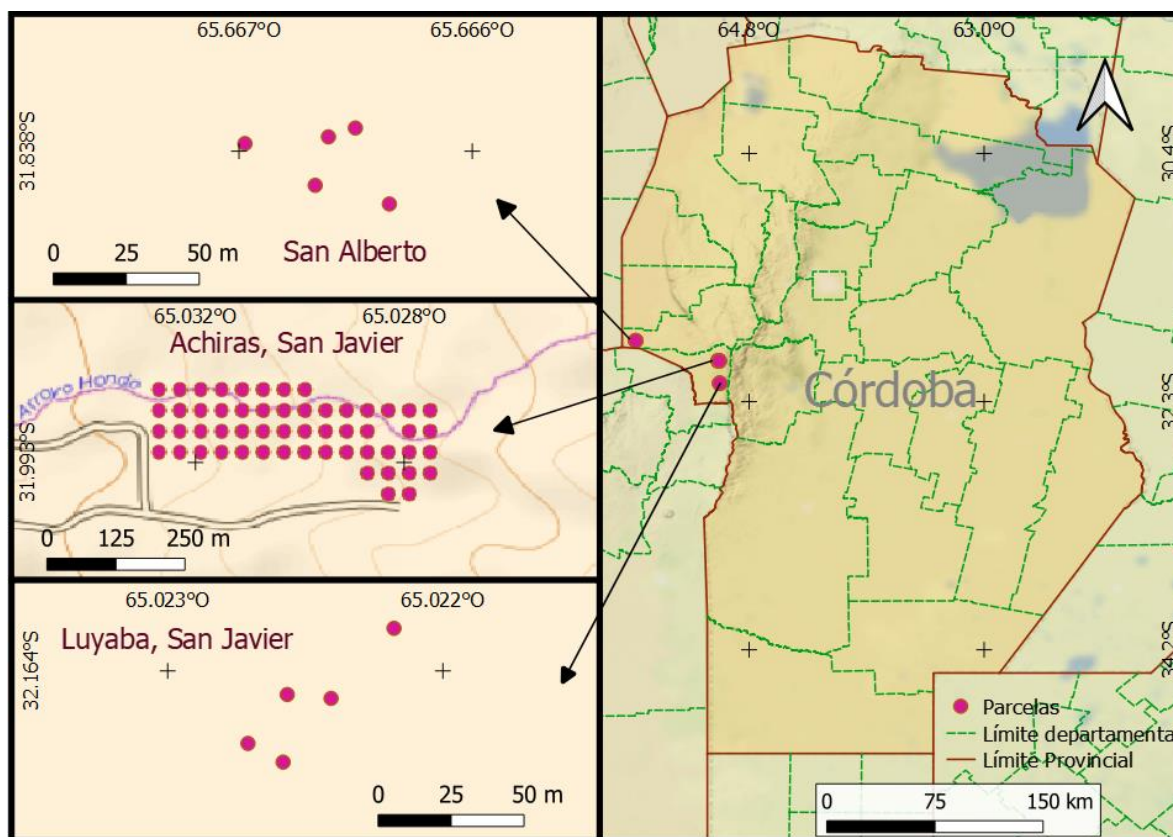 65.667°O
65.666°O
31.838°S
0 25 50 m
San Alberto
65.032°O
65.028°O
Achiras, San Javier
Arroyo Hondo
31.993°S
0 125 250 m
65.023°O
65.022°O
Luyaba, San Javier
32.164°S
0 25 50 m
64.8°O
63.0°O
30.4°S
Córdoba
32.3°S
34.2°S
Parcelas
Límite departamenta
Límite Provincial
0 75 150 km